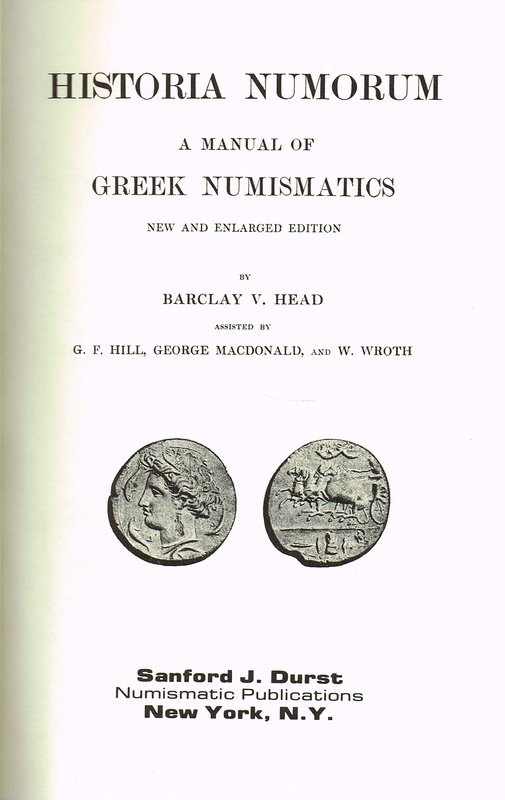 HISTORIA NUMORUM
A MANUAL OF
GREEK NUMISMATICS
NEW AND ENLARGED EDITION
BY
BARCLAY V. HEAD
ASSISTED BY
G. F. HILL, GEORGE MACDONALD, AND W. WROTH
Sanford J. Durst
Numismatic Publications
New York, N.Y.